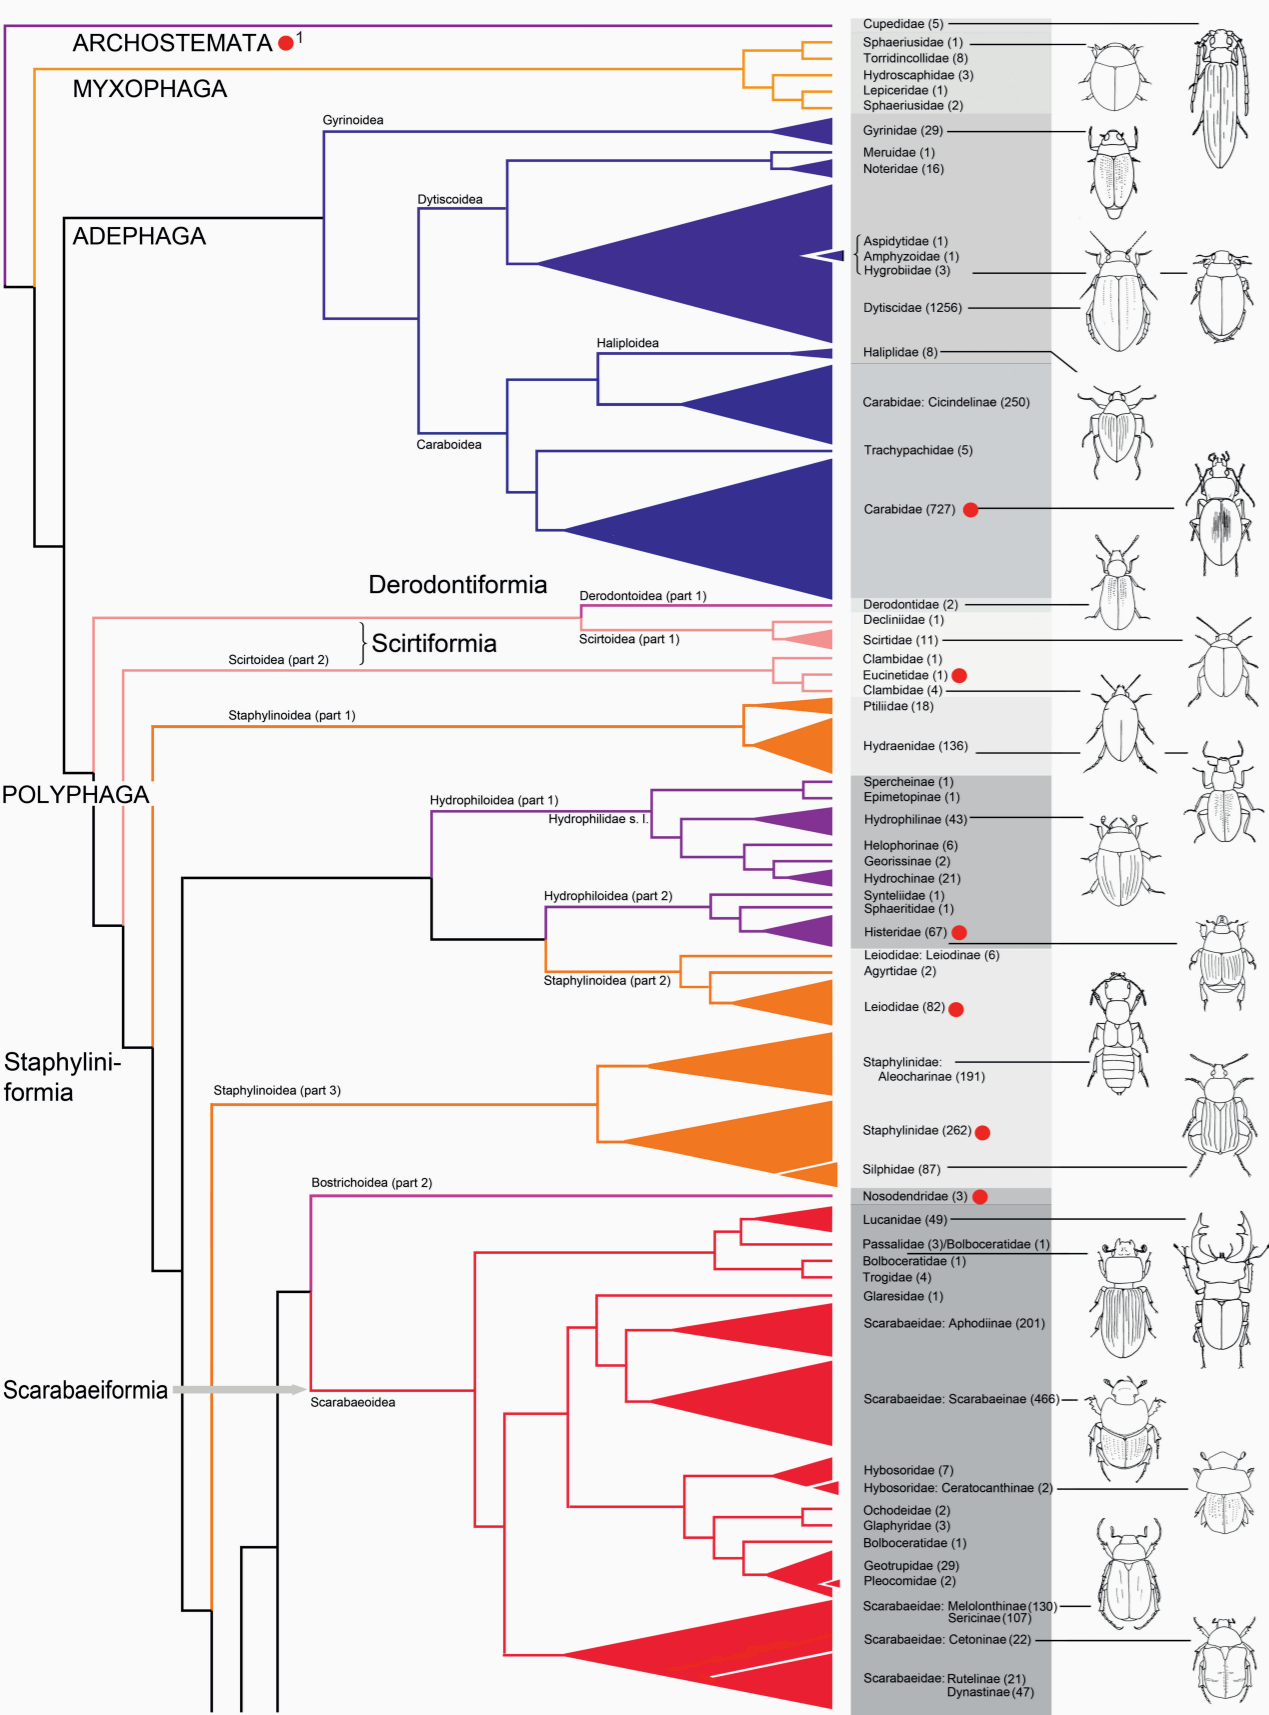 ARCHOSTEMATA 1
MYXOPHAGA
ADEPHAGA
Gyrinoidea
Dytiscoidea
Haliploidea
Caraboidea
Derodontiformia
Derodontoidea (part 1)
Scirtoidea (part 1)
Scirtiformia
Scirtoidea (part 2)
Staphylinoidea (part 1)
POLYPHAGA
Hydrophiloidea (part 1)
Hydrophilidae s. l.
Hydrophiloidea (part 2)
Staphylinoidea (part 2)
Staphylini-
formia
Staphylinoidea (part 3)
Bostrichoidea (part 2)
Scarabaeiformia
Scarabaeoidea
Cupedidae (5)
Sphaeriusidae (1)
Torridincollidae (8)
Hydroscaphidae (3)
Lepiceridae (1)
Sphaeriusidae (2)
Gyrinidae (29)
Meruidae (1)
Noteridae (16)
Aspidytidae (1)
Amphyzoidae (1)
Hygrobiidae (3)
Dytiscidae (1256)
Haliplidae (8)
Carabidae: Cicindelinae (250)
Trachypachidae (5)
Carabidae (727)
Derodontidae (2)
Decliniidae (1)
Scirtidae (11)
Clambidae (1)
Eucinetidae (1)
Clambidae (4)
Ptiliidae (18)
Hydraenidae (136)
Spercheinae (1)
Epimetopinae (1)
Hydrophilinae (43)
Helophorinae (6)
Georissinae (2)
Hydrochinae (21)
Synteliidae (1)
Sphaeritidae (1)
Histeridae (67)
Leiodidae: Leiodinae (6)
Agyrtidae (2)
Leiodidae (82)
Staphylinidae:
Aleocharinae (191)
Staphylinidae (262)
Silphidae (87)
Nosodendridae (3)
Lucanidae (49)
Passalidae (3)/Bolboceratidae (1)
Bolboceratidae (1)
Trogidae (4)
Glaresidae (1)
Scarabaeidae: Aphodiinae (201)
Scarabaeidae: Scarabaeinae (466)
Hybosoridae (7)
Hybosoridae: Ceratocanthinae (2)
Ochodeidae (2)
Glaphyridae (3)
Bolboceratidae (1)
Geotrupidae (29)
Pleocomidae (2)
Scarabaeidae: Melolonthinae (130)
Sericinae (107)
Scarabaeidae: Cetoninae (22)
Scarabaeidae: Rutelinae (21)
Dynastinae (47)